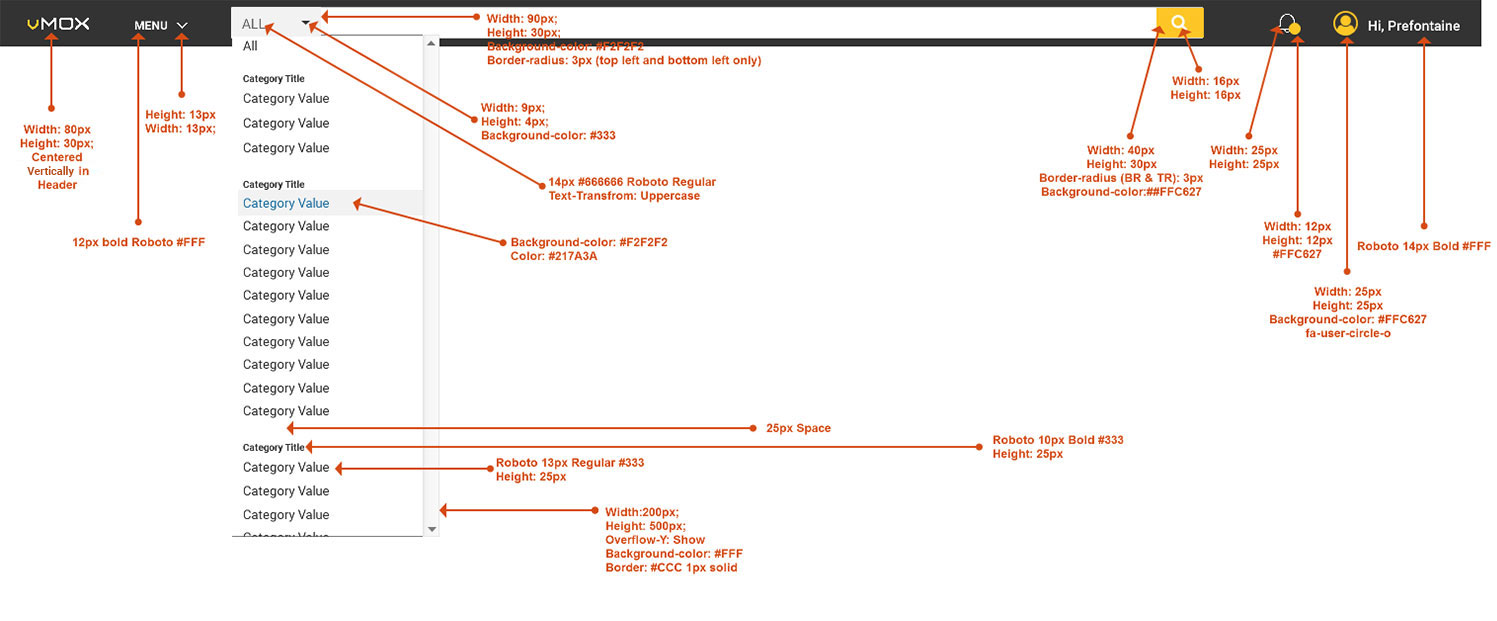 vMOX
MENU
ALL
Hi, Prefontaine
Width: 90px;
Height: 30px;
Background-color: #F2F2F2
Border-radius: 3px (top left and bottom left only)
All
Category Title
Category Value
Category Value
Category Value
Category Title
Category Value
Category Value
Category Value
Category Value
Category Value
Category Value
Category Value
Category Value
Category Value
Category Value
Category Title
Category Value
Category Value
Category Value
Category Value
Width: 80px
Height: 30px;
Centered
Vertically in
Header
Height: 13px
Width: 13px;
12px bold Roboto #FFF
Width: 9px;
Height: 4px;
Background-color: #333
14px #666666 Roboto Regular
Text-Transfrom: Uppercase
Background-color: #F2F2F2
Color: #217A3A
25px Space
Roboto 10px Bold #333
Height: 25px
Roboto 13px Regular #333
Height: 25px
Width:200px;
Height: 500px;
Overflow-Y: Show
Background-color: #FFF
Border: #CCC 1px solid
Width: 16px
Height: 16px
Width: 40px
Height: 30px
Border-radius (BR & TR): 3px
Background-color:##FFC627
Width: 25px
Height: 25px
Width: 12px
Height: 12px
#FFC627
Roboto 14px Bold #FFF
Width: 25px
Height: 25px
Background-color: #FFC627
fa-user-circle-o